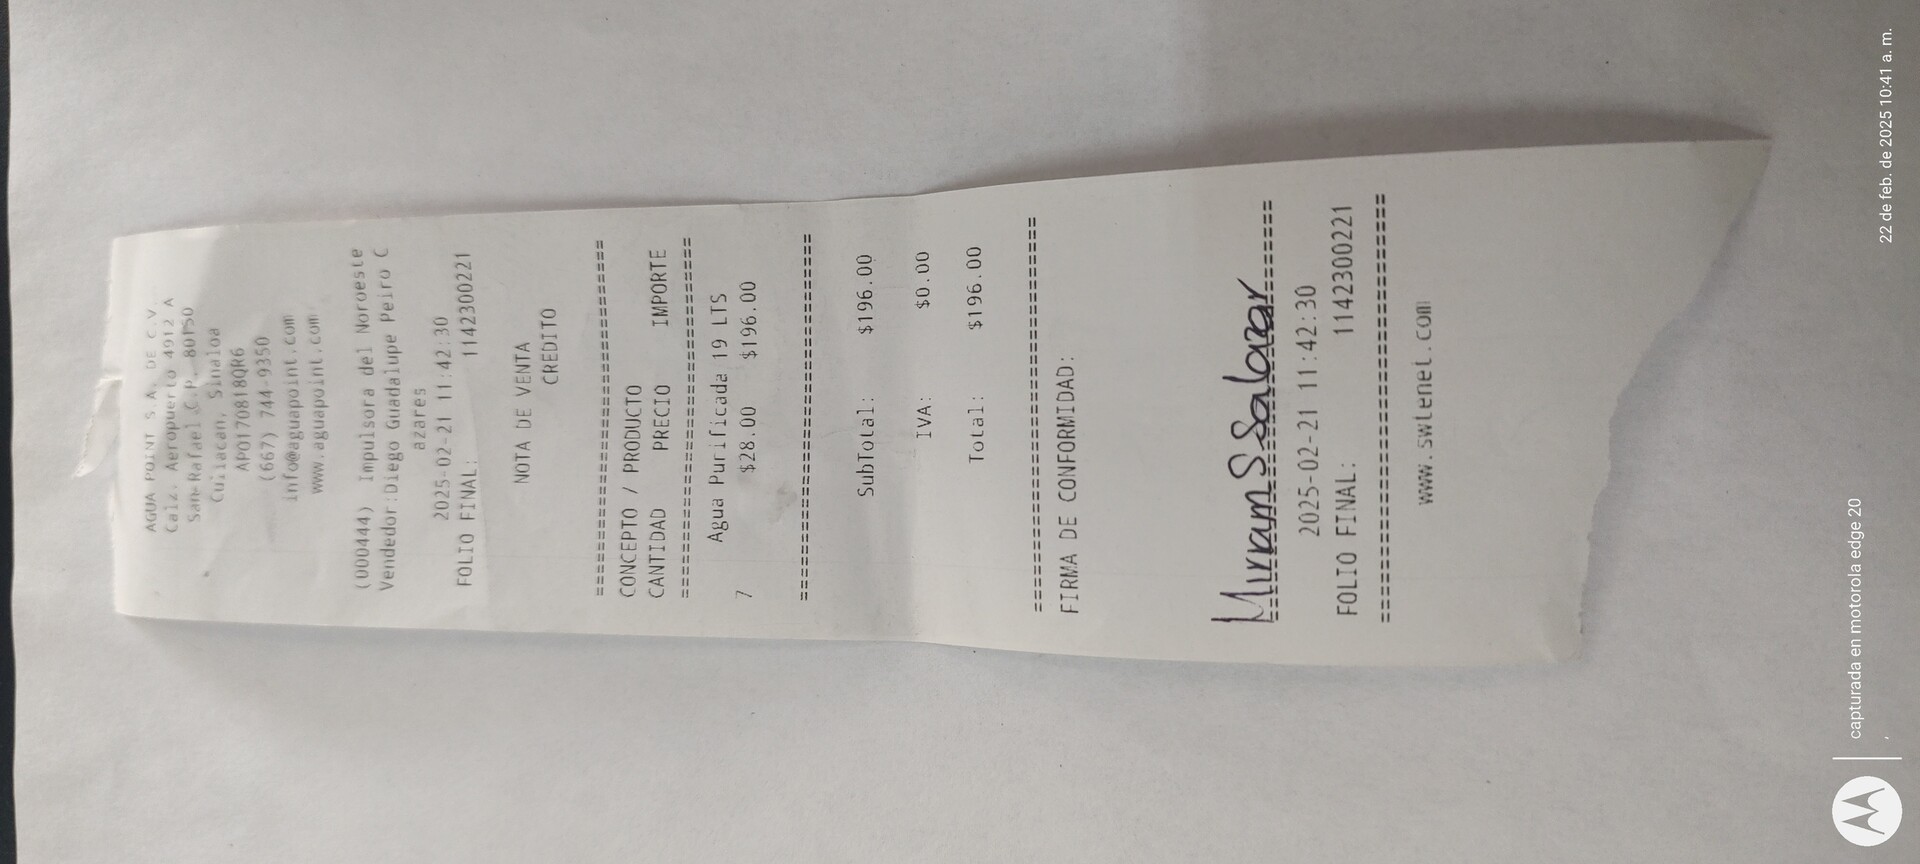 AGUA POINT S.A. DE C.V.
Calz. Aeropuerto 4912 A
San Rafael C.P. 80150
Culiacan, Sinaloa
APO170818QR6
(667) 744-9350
info@aguapoint.com
www.aguapoint.com
(000444) Impulsora del Noroeste
Vendedor:Diego Guadalupe Peiro C
azares
2025-02-21 11:42:30
FOLIO FINAL: 1142300221
NOTA DE VENTA
CREDITO
================================
CONCEPTO / PRODUCTO
CANTIDAD PRECIO IMPORTE
================================
Agua Purificada 19 LTS
7 $28.00 $196.00
================================
SubTotal: $196.00
IVA: $0.00
Total: $196.00
================================
FIRMA DE CONFORMIDAD:
Miriam S Salazar
================================
2025-02-21 11:42:30
FOLIO FINAL: 1142300221
================================
www.swtenel.com
capturada en motorola edge 20
22 de feb. de 2025 10:41 a. m.